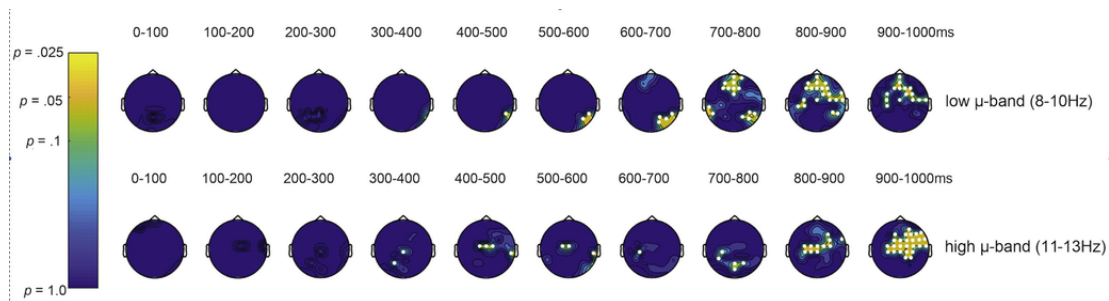 0-100 100-200 200-300 300-400 400-500 500-600 600-700 700-800 800-900 900-1000ms
p = .025
p = .05
low μ-band (8-10Hz)
p = .1
0-100 100-200 200-300 300-400 400-500 500-600 600-700 700-800 800-900 900-1000ms
high μ-band (11-13Hz)
p = 1.0